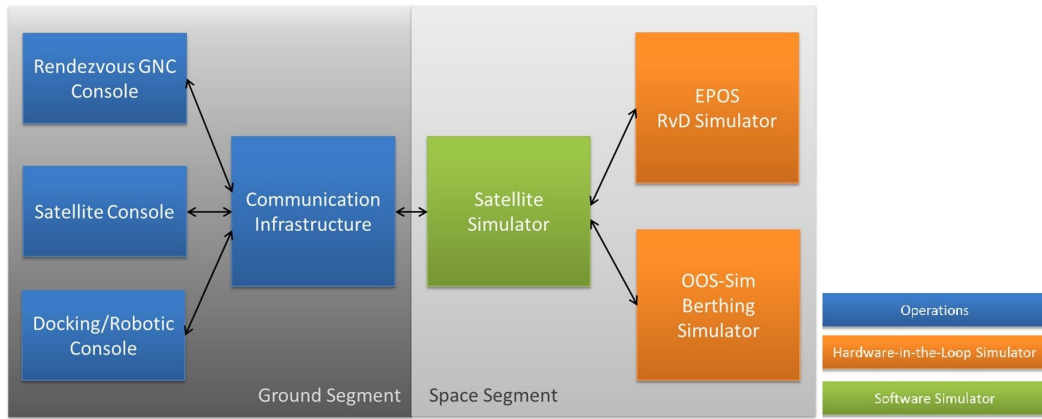 Rendezvous GNC
Console
Satellite Console
Docking/Robotic
Console
Communication
Infrastructure
Ground Segment
Satellite
Simulator
EPOS
RvD Simulator
OOS-Sim
Berthing
Simulator
Space Segment
Operations
Hardware-in-the-Loop Simulator
Software Simulator